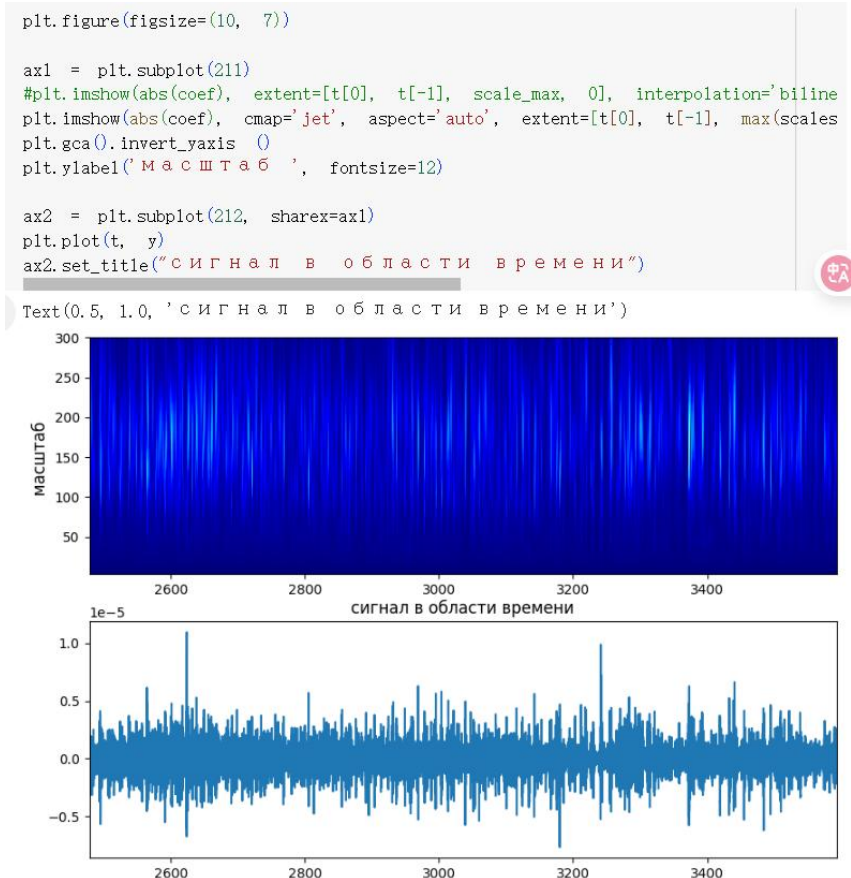 plt.figure(figsize=(10, 7))
ax1 = plt.subplot(211)
#plt.imshow(abs(coef), extent=[t[0], t[-1], scale_max, 0], interpolation='biline
plt.imshow(abs(coef), cmap='jet', aspect='auto', extent=[t[0], t[-1], max(scales
plt.gca().invert_yaxis ()
plt.ylabel('масштаб ', fontsize=12)
ax2 = plt.subplot(212, sharex=ax1)
plt.plot(t, y)
ax2.set_title("сигнал в области времени")
Text(0.5, 1.0, 'сигнал в области времени')
300
250
200
150
100
50
масштаб
2600 2800 3000 3200 3400
сигнал в области времени
1e−5
1.0
0.5
0.0
−0.5
2600 2800 3000 3200 3400